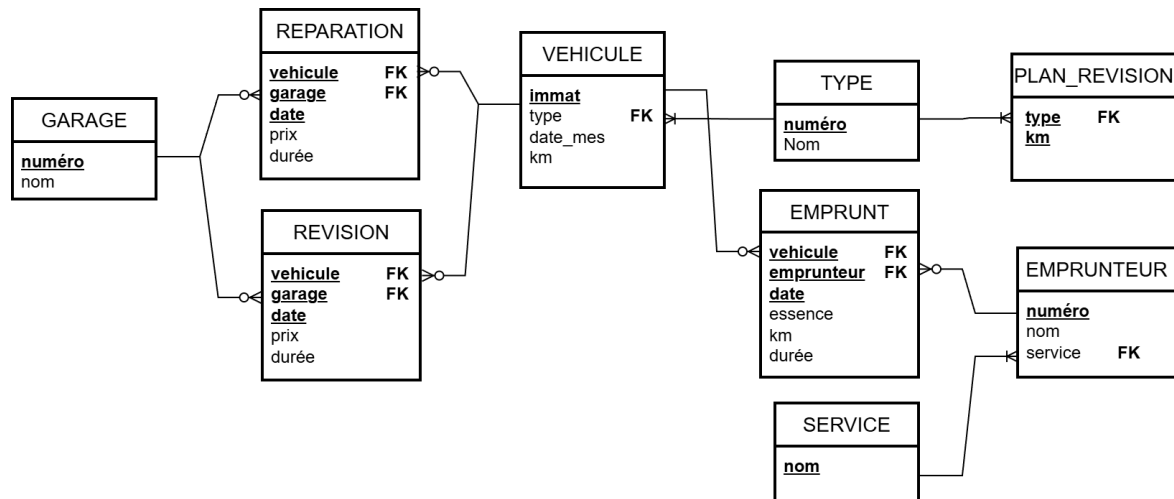 GARAGE
numéro
nom
REPARATION
vehicule FK
garage FK
date
prix
durée
REVISION
vehicule FK
garage FK
date
prix
durée
VEHICULE
immat
type FK
date_mes
km
TYPE
numéro
Nom
PLAN_REVISION
type FK
km
EMPRUNT
vehicule FK
emprunteur FK
date
essence
km
durée
EMPRUNTEUR
numéro
nom
service FK
SERVICE
nom